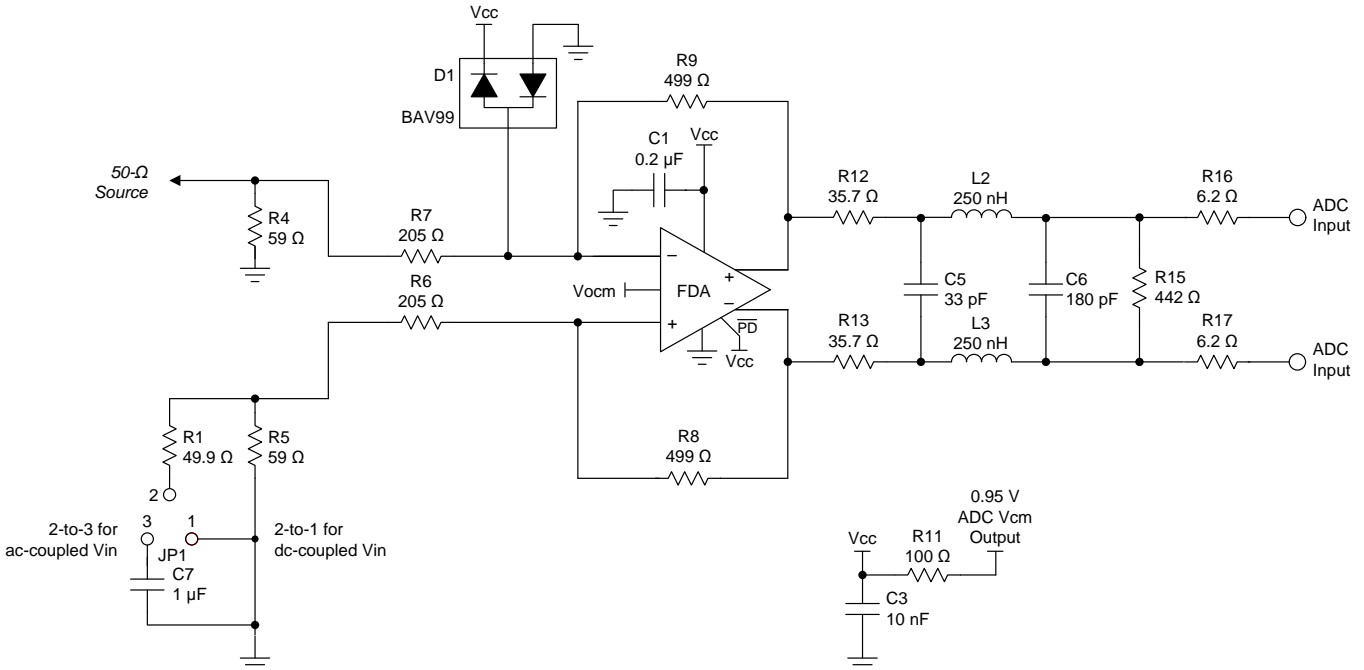 Vcc
D1
BAV99
R9
499 Ω
C1
0.2 µF
Vcc
50-Ω
Source
R4
59 Ω
R7
205 Ω
R6
205 Ω
Vocm
FDA
−
+
+
−
PD
Vcc
R12
35.7 Ω
L2
250 nH
R16
6.2 Ω
ADC
Input
C5
33 pF
C6
180 pF
R15
442 Ω
R13
35.7 Ω
L3
250 nH
R17
6.2 Ω
ADC
Input
R8
499 Ω
R1
49.9 Ω
R5
59 Ω
2
3
1
JP1
2-to-3 for
ac-coupled Vin
2-to-1 for
dc-coupled Vin
C7
1 µF
Vcc
R11
100 Ω
0.95 V
ADC Vcm
Output
C3
10 nF